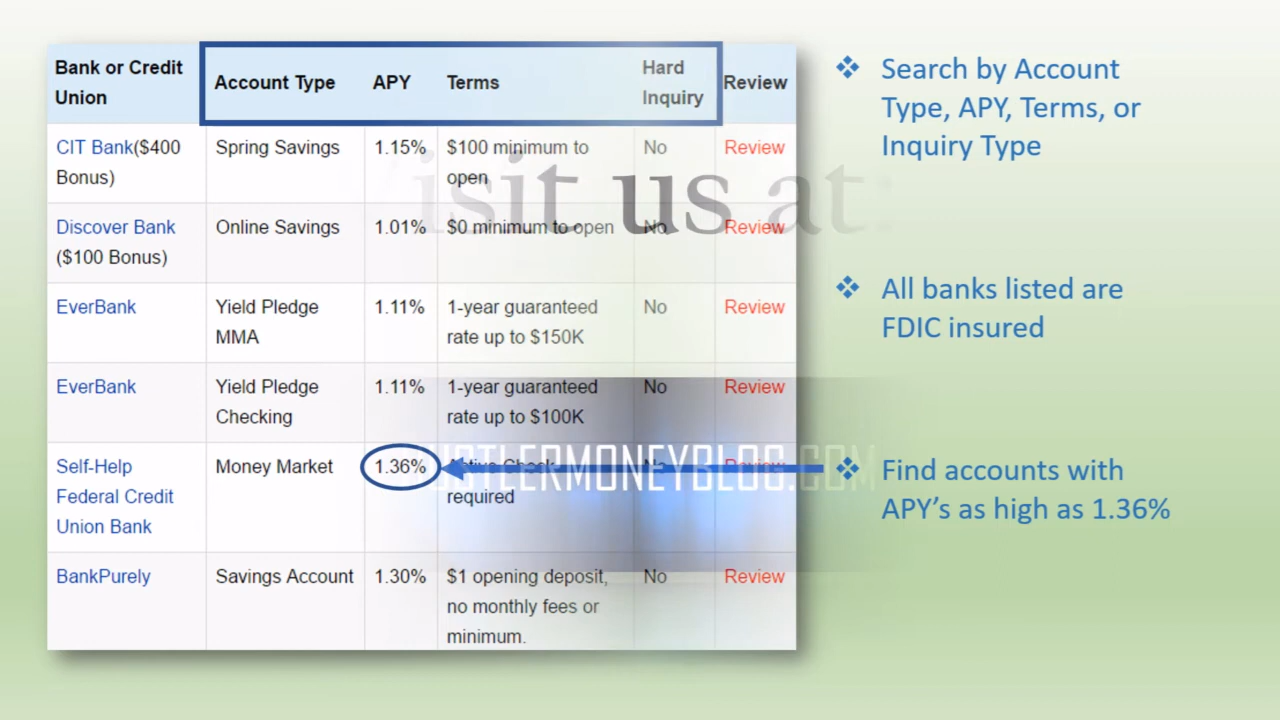 Bank or Credit
Union
Account Type
APY
Terms
Hard
Inquiry
Review
CIT Bank($400
Bonus)
Spring Savings
1.15%
$100 minimum to
open
No
Review
Discover Bank
($100 Bonus)
Online Savings
1.01%
$0 minimum to open
No
Review
EverBank
Yield Pledge
MMA
1.11%
1-year guaranteed
rate up to $150K
No
Review
EverBank
Yield Pledge
Checking
1.11%
1-year guaranteed
rate up to $100K
No
Review
Self-Help
Federal Credit
Union Bank
Money Market
1.36%
required
BankPurely
Savings Account
1.30%
$1 opening deposit,
no monthly fees or
minimum.
No
Review
isit us at:
USTLERMONEYBLOG.COM
❖ Search by Account
Type, APY, Terms, or
Inquiry Type
❖ All banks listed are
FDIC insured
❖ Find accounts with
APY’s as high as 1.36%